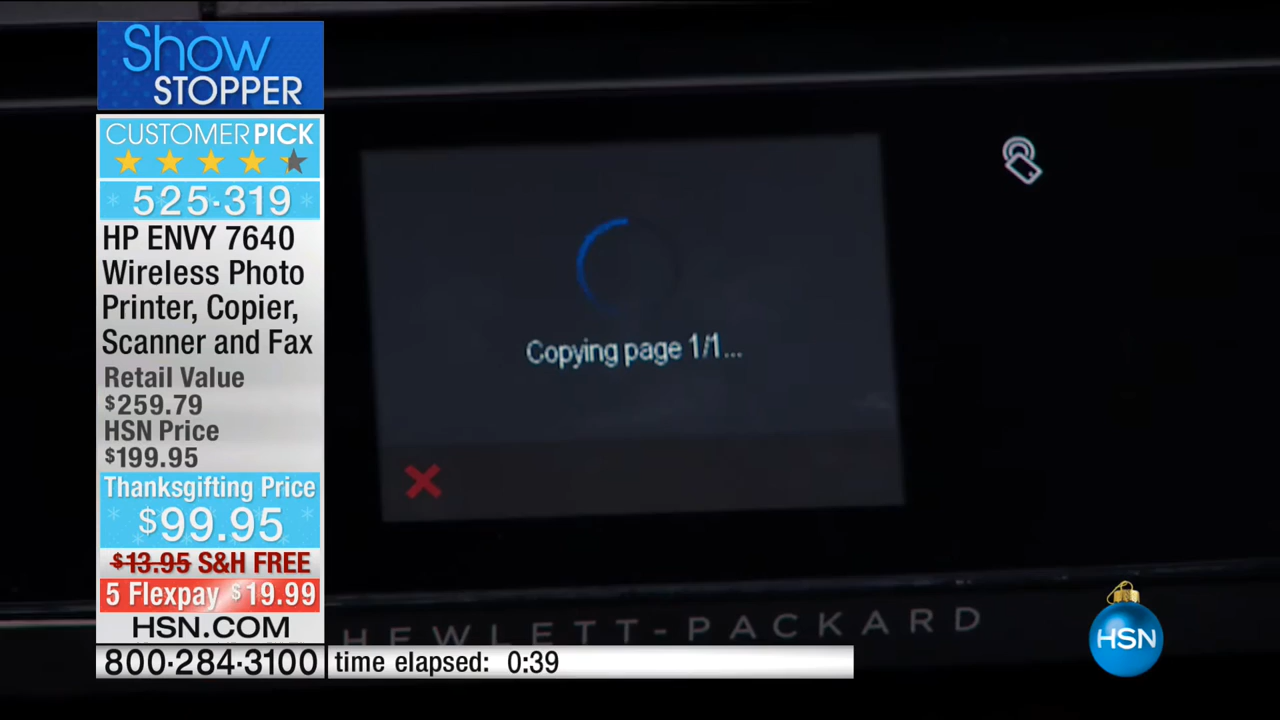 Show
STOPPER
CUSTOMER PICK
525·319
HP ENVY 7640
Wireless Photo
Printer, Copier,
Scanner and Fax
Retail Value
$259.79
HSN Price
$199.95
Thanksgifting Price
$99.95
$13.95 S&H FREE
5 Flexpay $19.99
HSN.COM
800·284·3100
time elapsed: 0:39
Copying page 1/1...
HEWLETT-PACKARD
HSN